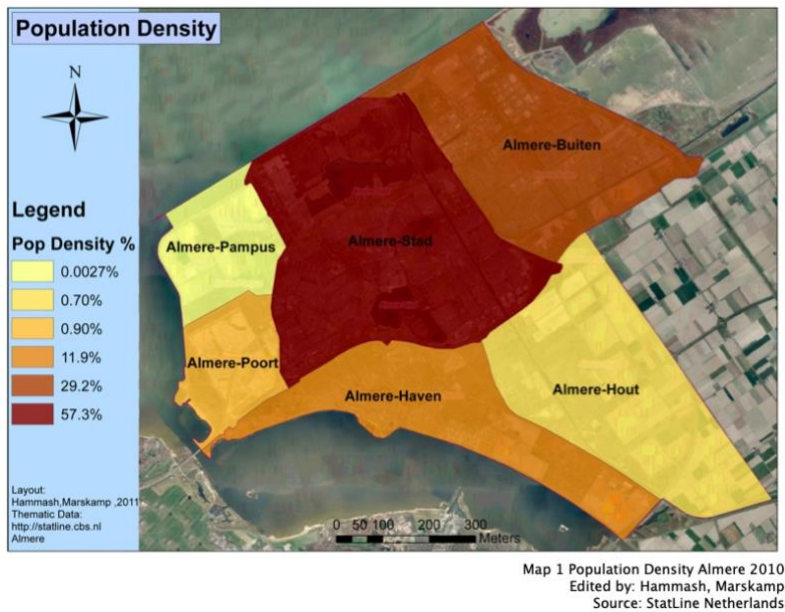 Population Density
N
Legend
Pop Density %
0.0027%
0.70%
0.90%
11.9%
29.2%
57.3%
Almere-Buiten
Almere-Pampus
Almere-Stad
Almere-Poort
Almere-Haven
Almere-Hout
Layout:
Hammash,Marskamp ,2011
Thematic Data:
http://statline.cbs.nl
Almere
0 50 100 200 300
Meters
Map 1 Population Density Almere 2010
Edited by: Hammash, Marskamp
Source: StatLine Netherlands